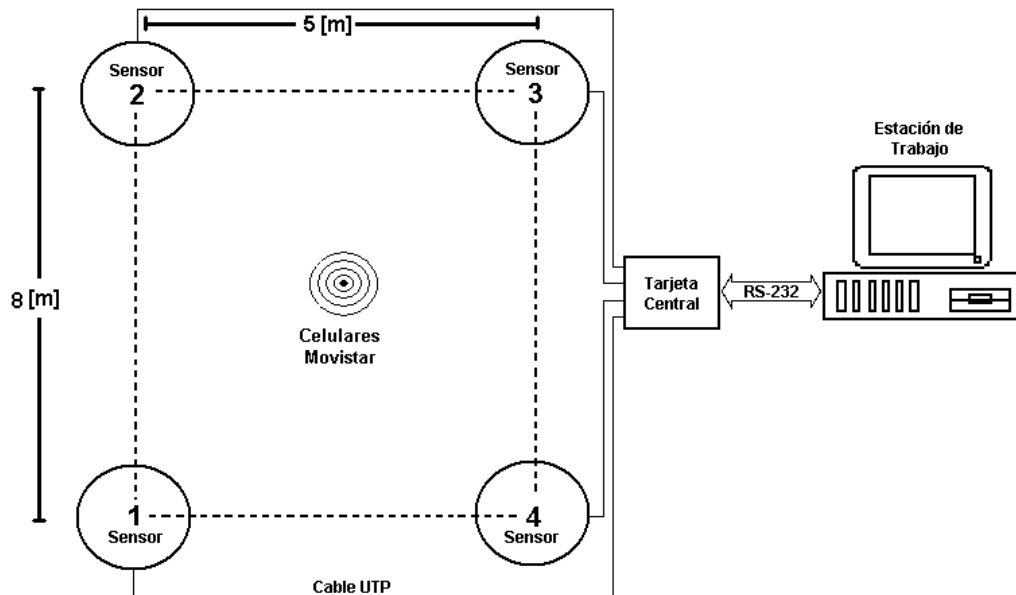 5 [m]
Sensor
2
Sensor
3
Estación de
Trabajo
8 [m]
Tarjeta
Central
RS-232
Celulares
Movistar
1
Sensor
4
Sensor
Cable UTP